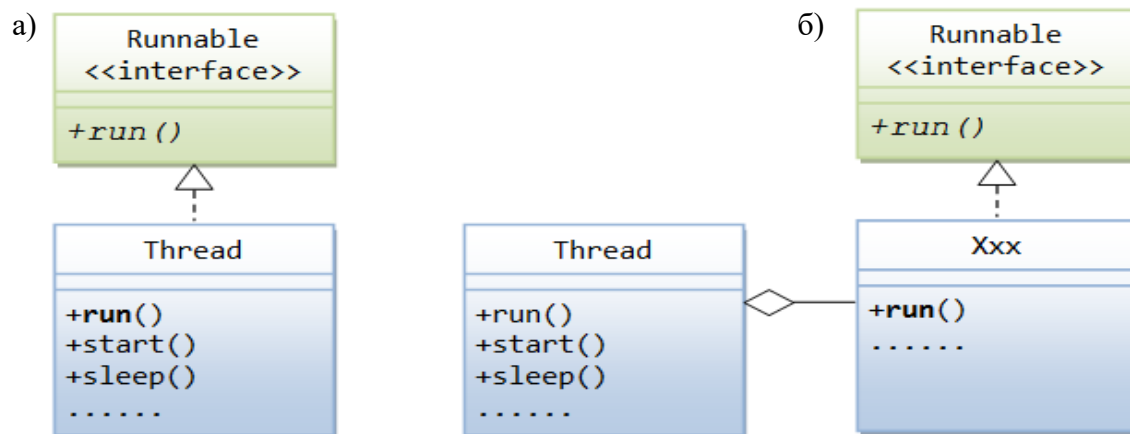 а)
Runnable
<<interface>>
+run()
Thread
+run()
+start()
+sleep()
......
б)
Runnable
<<interface>>
+run()
Thread
+run()
+start()
+sleep()
......
Xxx
+run()
......